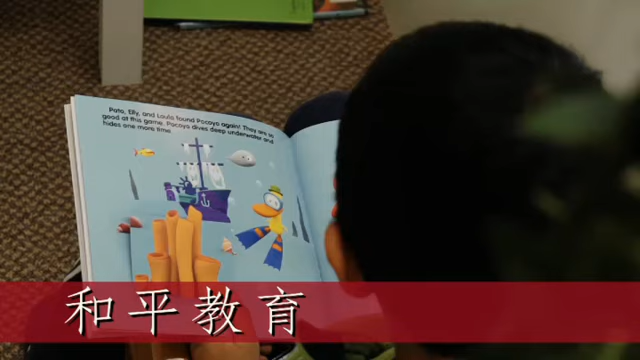 Pato, Elly, and Loula found Pocoyo again! They are so
good at this game. Pocoyo dives deep underwater and
hides one more time.
和平教育